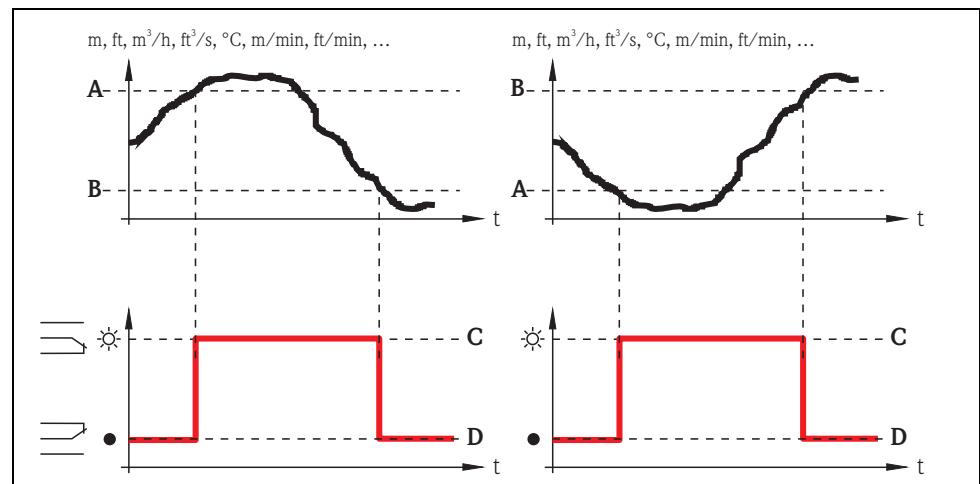 m, ft, m³/h, ft³/s, °C, m/min, ft/min, …
A
B
t
C
D
t
m, ft, m³/h, ft³/s, °C, m/min, ft/min, …
B
A
t
C
D
t